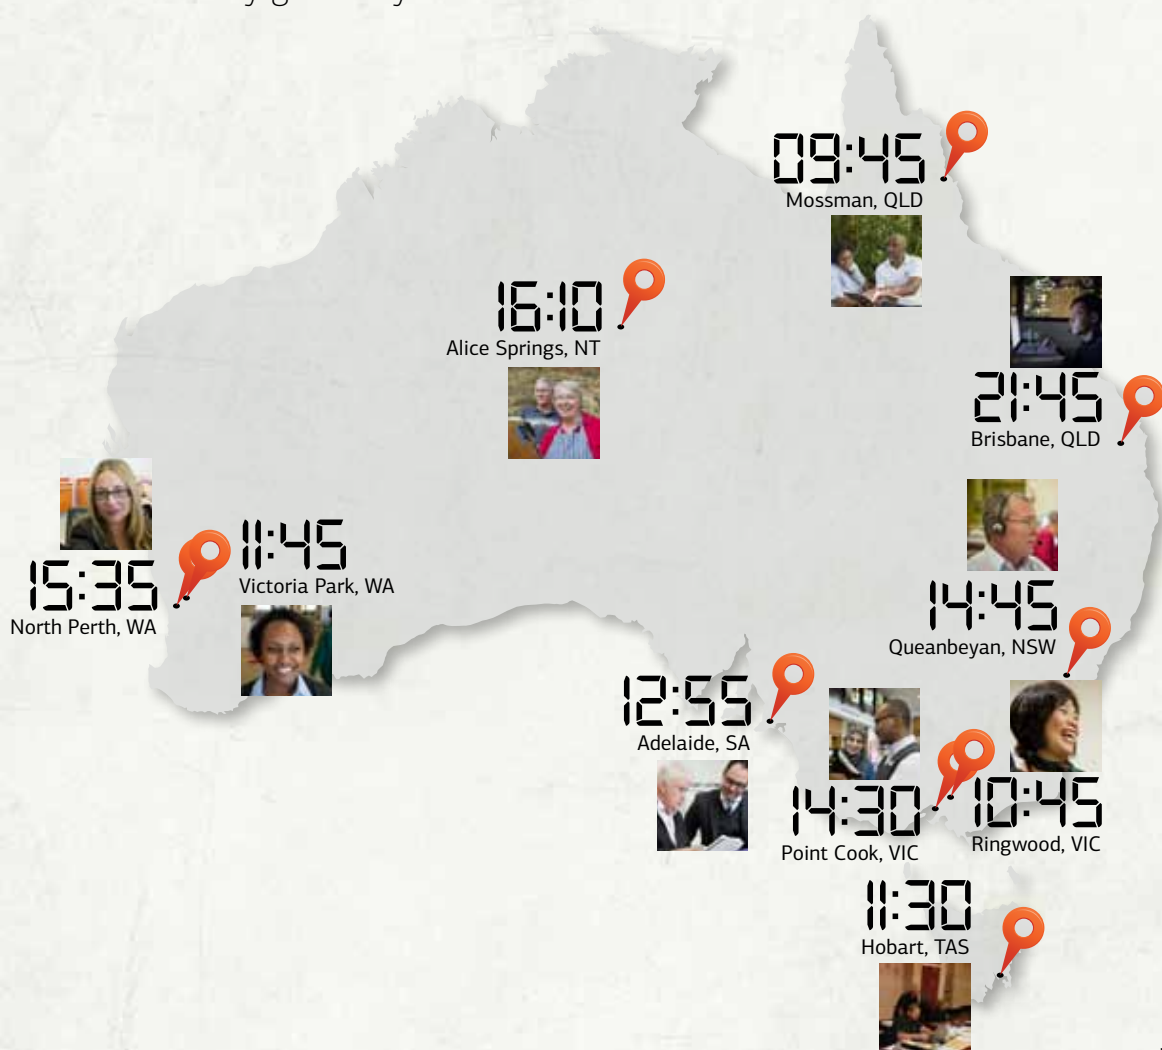 09:45
Mossman, QLD
16:10
Alice Springs, NT
21:45
Brisbane, QLD
11:45
Victoria Park, WA
15:35
North Perth, WA
14:45
Queanbeyan, NSW
12:55
Adelaide, SA
14:30
Point Cook, VIC
10:45
Ringwood, VIC
11:30
Hobart, TAS